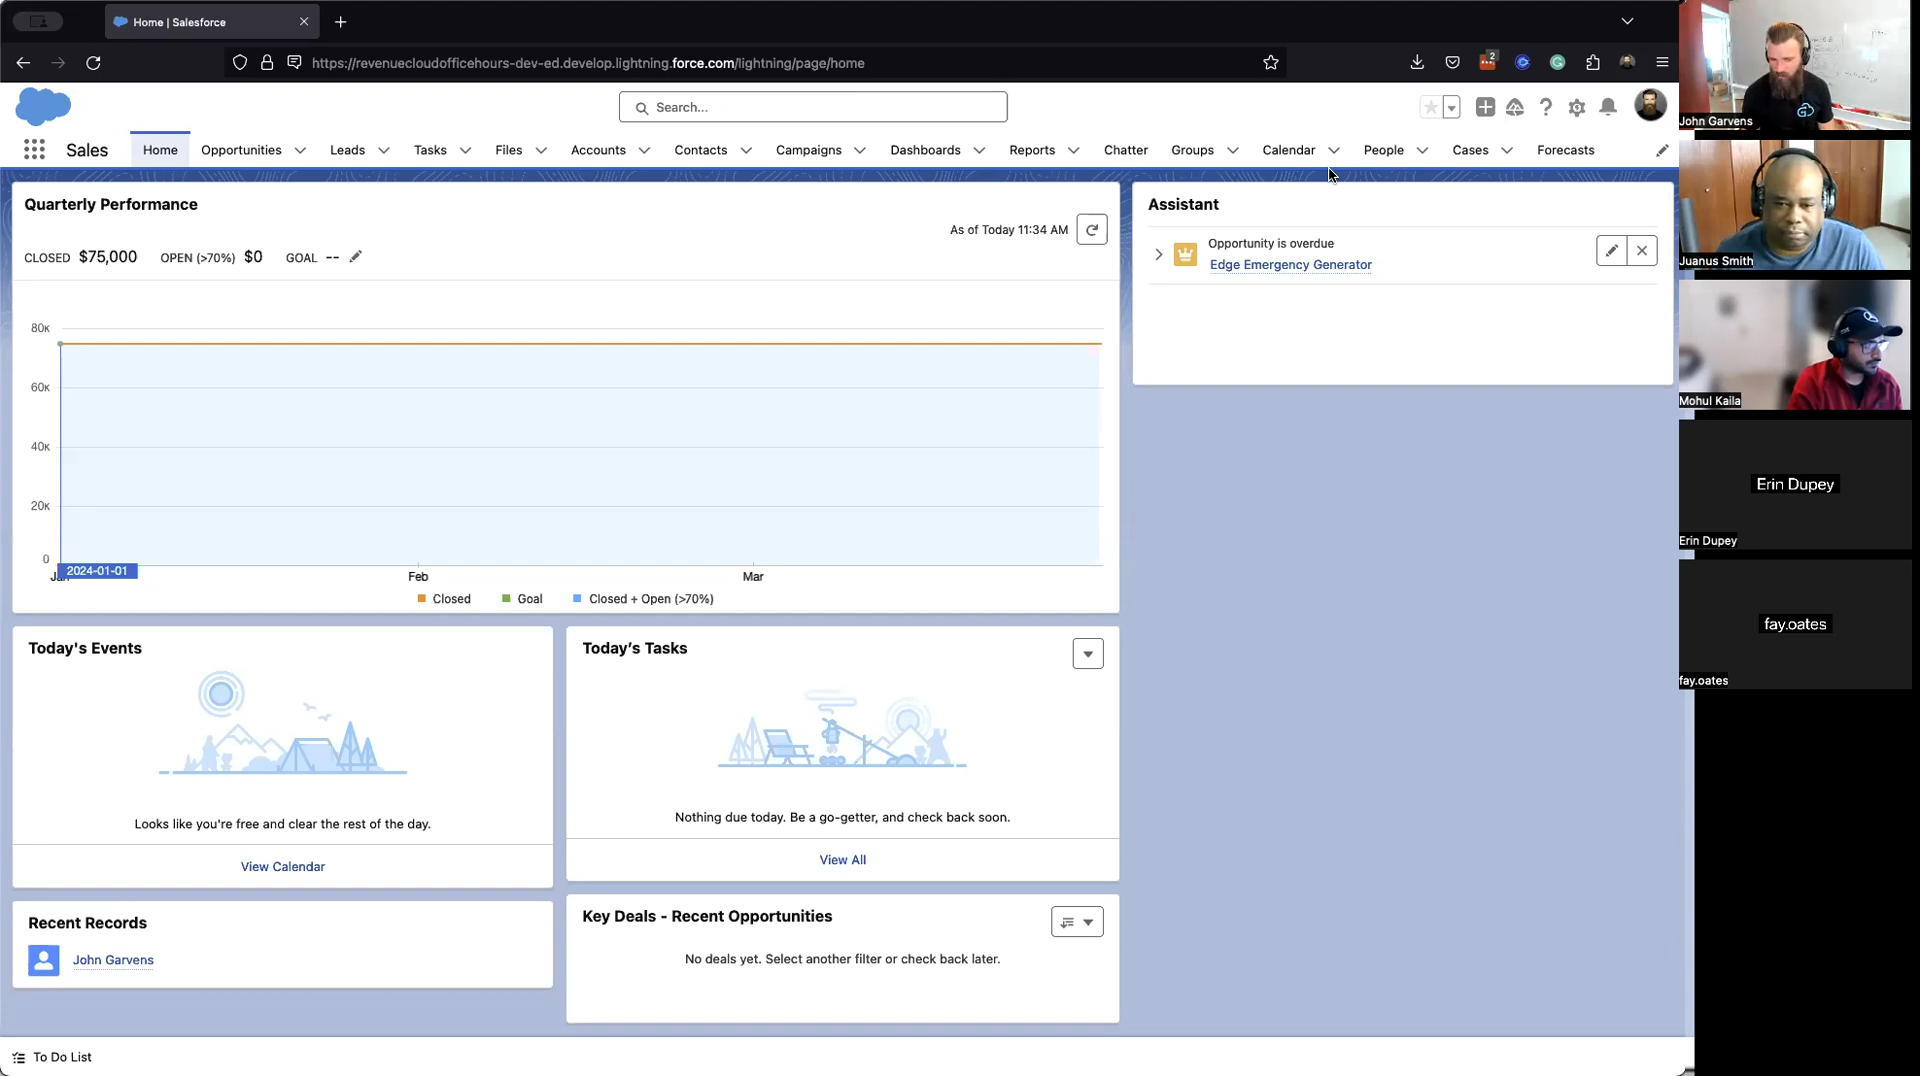 Home | Salesforce
https://revenuecloudofficehours-dev-ed.develop.lightning.force.com/lightning/page/home
2
Search...
Sales
Home
Opportunities
Leads
Tasks
Files
Accounts
Contacts
Campaigns
Dashboards
Reports
Chatter
Groups
Calendar
People
Cases
Forecasts
Quarterly Performance
As of Today 11:34 AM
CLOSED $75,000 OPEN (>70%) $0 GOAL --
80K
60K
40K
20K
0
2024-01-01
Feb
Mar
Closed
Goal
Closed + Open (>70%)
Assistant
Opportunity is overdue
Edge Emergency Generator
Today's Events
Looks like you're free and clear the rest of the day.
View Calendar
Today's Tasks
Nothing due today. Be a go-getter, and check back soon.
View All
Recent Records
John Garvens
Key Deals - Recent Opportunities
No deals yet. Select another filter or check back later.
To Do List
John Garvens
Juanus Smith
Mohul Kaila
Erin Dupey
Erin Dupey
fay.oates
fay.oates